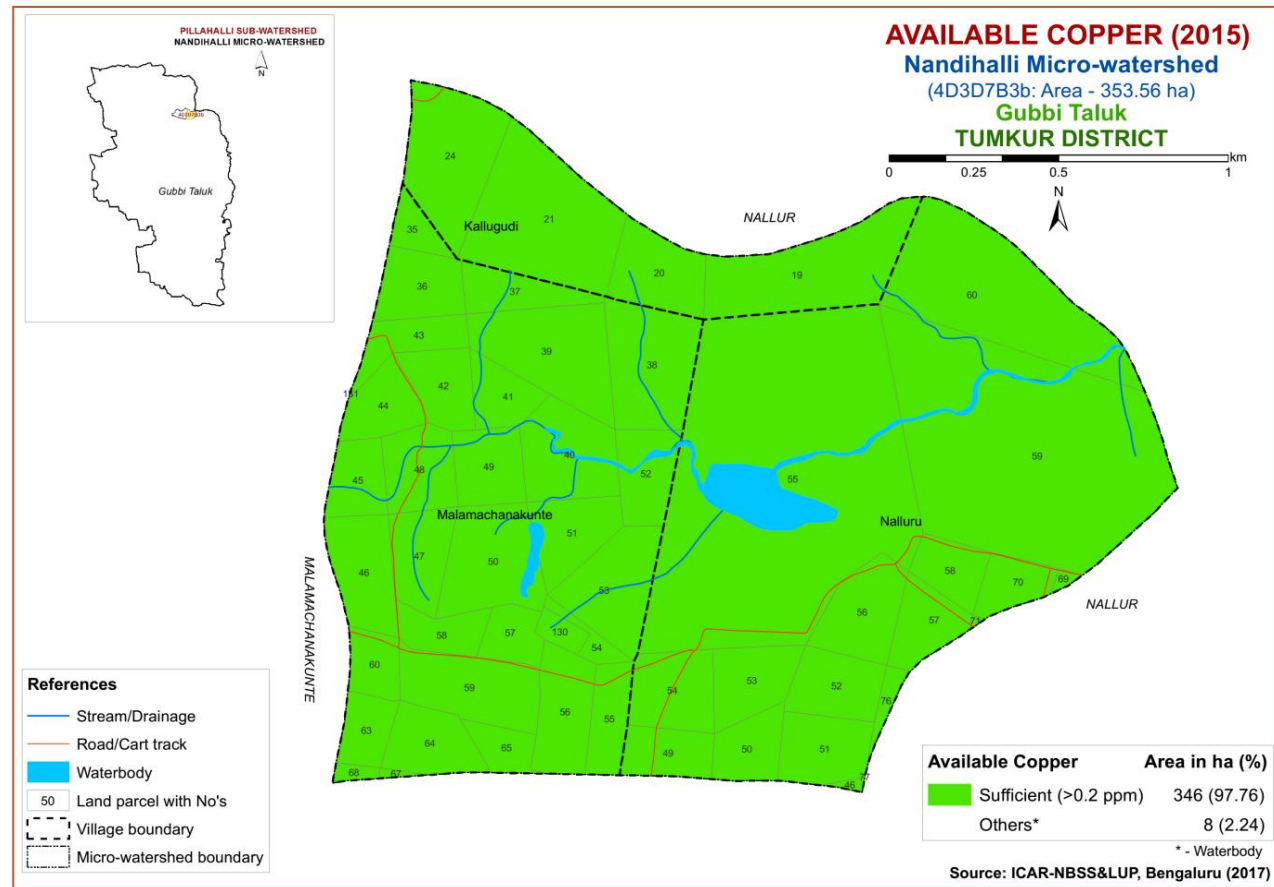 PILLAHALLI SUB-WATERSHED
NANDIHALLI MICRO-WATERSHED
N
4D3D7B3b
Gubbi Taluk
AVAILABLE COPPER (2015)
Nandihalli Micro-watershed
(4D3D7B3b: Area - 353.56 ha)
Gubbi Taluk
TUMKUR DISTRICT
km
0 0.25 0.5 1
N
24
21
NALLUR
35
Kallugudi
20
19
36
37
60
43
39
38
42
41
151
44
59
45
48
49
40
52
55
Malamachanakunte
Nalluru
51
47
50
46
MALAMACHANAKUNTE
53
58
70
69
NALLUR
58
57
130
54
56
57
71
60
59
54
53
52
76
63
64
65
56
55
49
50
51
68
67
77
46
References
Stream/Drainage
Road/Cart track
Waterbody
50 Land parcel with No's
Village boundary
Micro-watershed boundary
Available Copper Area in ha (%)
Sufficient (>0.2 ppm) 346 (97.76)
Others* 8 (2.24)
* - Waterbody
Source: ICAR-NBSS&LUP, Bengaluru (2017)